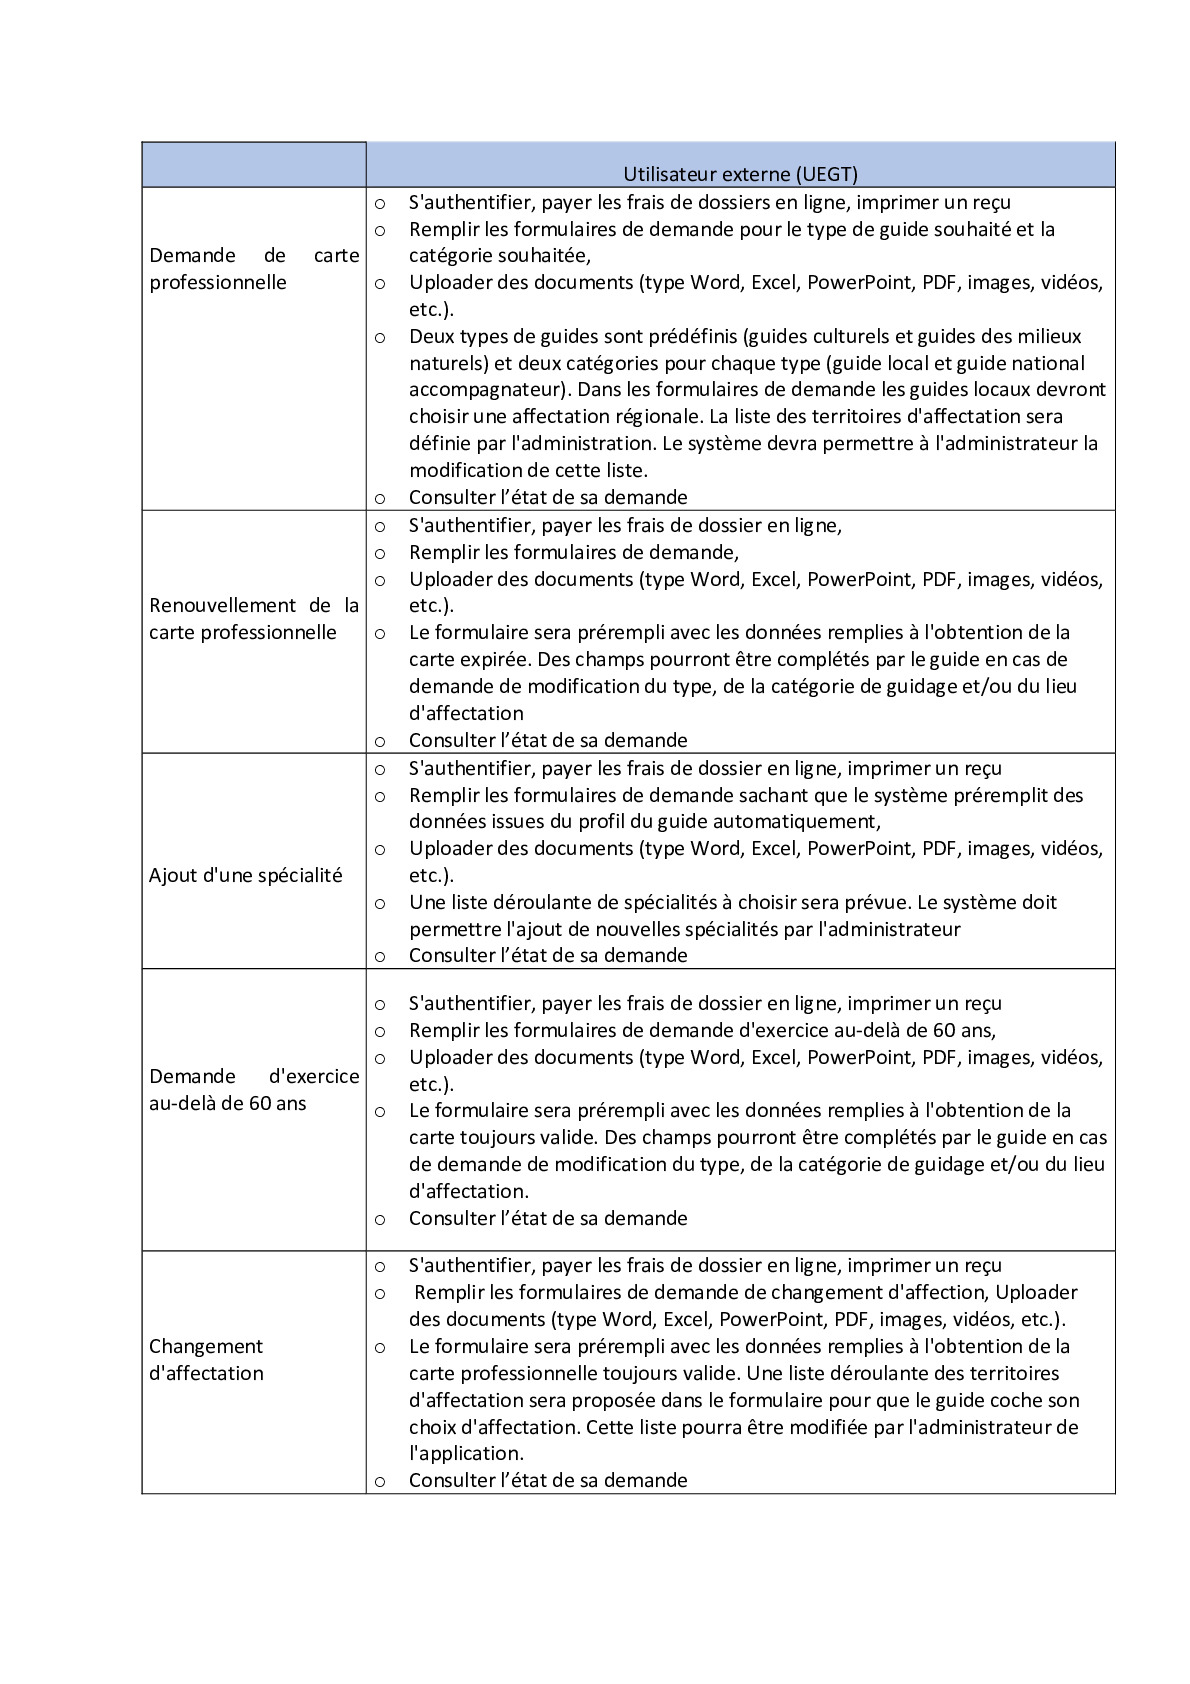 Utilisateur externe (UEGT)
Demande de carte
professionnelle
o S'authentifier, payer les frais de dossiers en ligne, imprimer un reçu
o Remplir les formulaires de demande pour le type de guide souhaité et la
catégorie souhaitée,
o Uploader des documents (type Word, Excel, PowerPoint, PDF, images, vidéos,
etc.).
o Deux types de guides sont prédéfinis (guides culturels et guides des milieux
naturels) et deux catégories pour chaque type (guide local et guide national
accompagnateur). Dans les formulaires de demande les guides locaux devront
choisir une affectation régionale. La liste des territoires d'affectation sera
définie par l'administration. Le système devra permettre à l'administrateur la
modification de cette liste.
o Consulter l’état de sa demande
Renouvellement de la
carte professionnelle
o S'authentifier, payer les frais de dossier en ligne,
o Remplir les formulaires de demande,
o Uploader des documents (type Word, Excel, PowerPoint, PDF, images, vidéos,
etc.).
o Le formulaire sera prérempli avec les données remplies à l'obtention de la
carte expirée. Des champs pourront être complétés par le guide en cas de
demande de modification du type, de la catégorie de guidage et/ou du lieu
d'affectation
o Consulter l’état de sa demande
Ajout d'une spécialité
o S'authentifier, payer les frais de dossier en ligne, imprimer un reçu
o Remplir les formulaires de demande sachant que le système préremplit des
données issues du profil du guide automatiquement,
o Uploader des documents (type Word, Excel, PowerPoint, PDF, images, vidéos,
etc.).
o Une liste déroulante de spécialités à choisir sera prévue. Le système doit
permettre l'ajout de nouvelles spécialités par l'administrateur
o Consulter l’état de sa demande
Demande d'exercice
au-delà de 60 ans
o S'authentifier, payer les frais de dossier en ligne, imprimer un reçu
o Remplir les formulaires de demande d'exercice au-delà de 60 ans,
o Uploader des documents (type Word, Excel, PowerPoint, PDF, images, vidéos,
etc.).
o Le formulaire sera prérempli avec les données remplies à l'obtention de la
carte toujours valide. Des champs pourront être complétés par le guide en cas
de demande de modification du type, de la catégorie de guidage et/ou du lieu
d'affectation.
o Consulter l’état de sa demande
Changement
d'affectation
o S'authentifier, payer les frais de dossier en ligne, imprimer un reçu
o Remplir les formulaires de demande de changement d'affection, Uploader
des documents (type Word, Excel, PowerPoint, PDF, images, vidéos, etc.).
o Le formulaire sera prérempli avec les données remplies à l'obtention de la
carte professionnelle toujours valide. Une liste déroulante des territoires
d'affectation sera proposée dans le formulaire pour que le guide coche son
choix d'affectation. Cette liste pourra être modifiée par l'administrateur de
l'application.
o Consulter l’état de sa demande